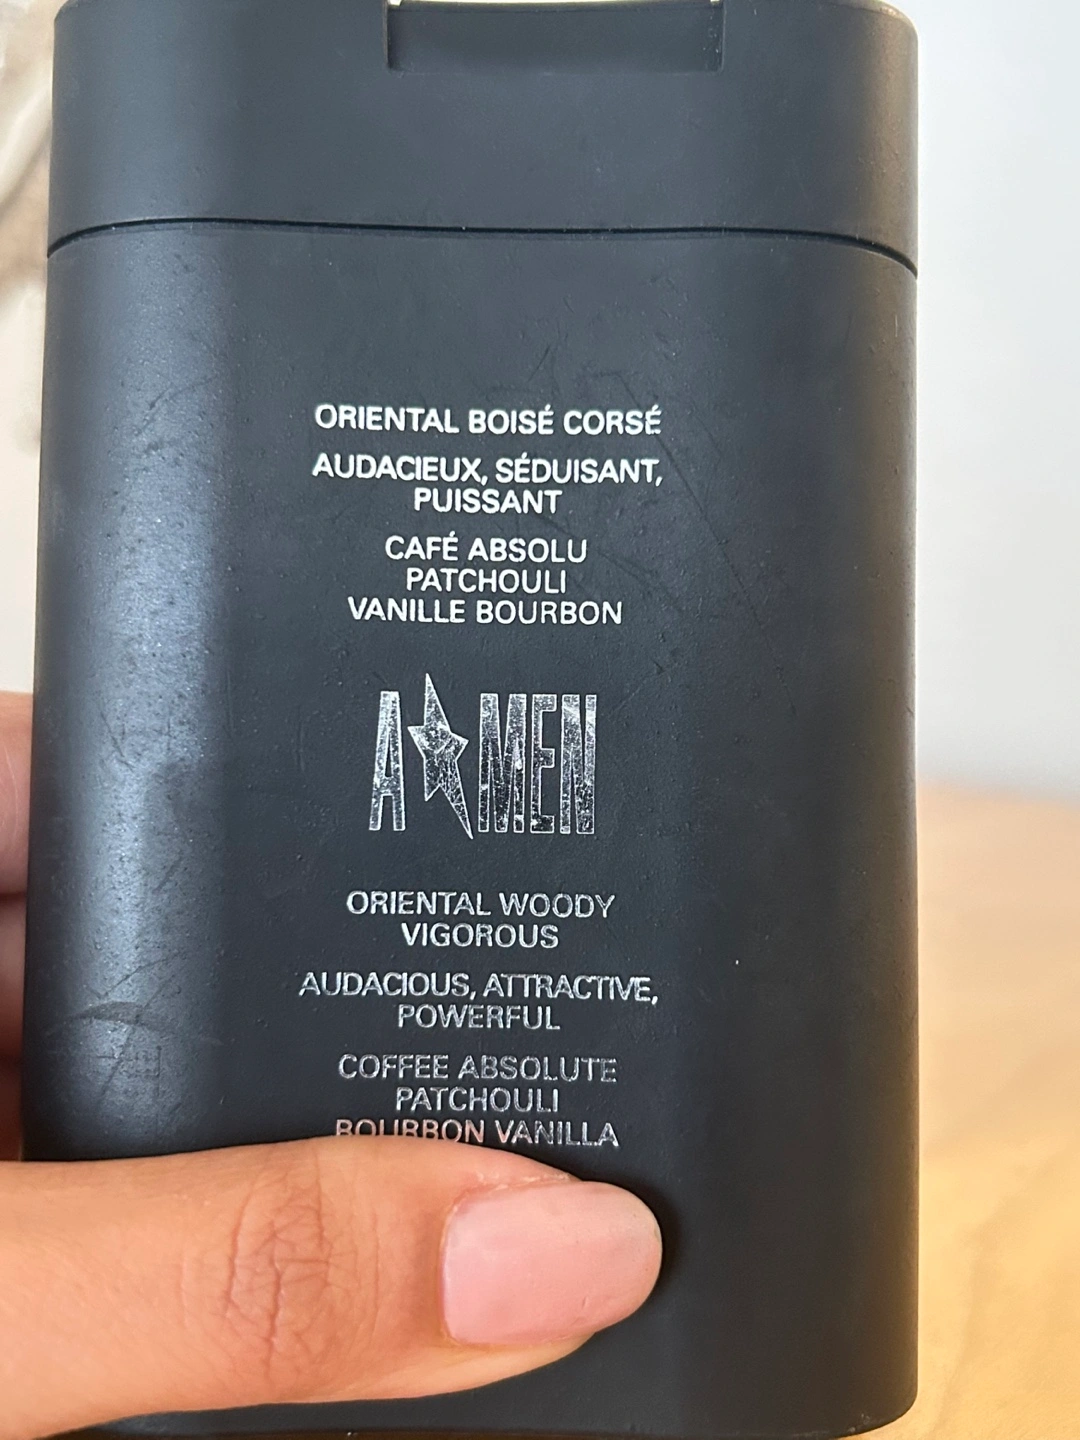 ORIENTAL BOISÉ CORSÉ
AUDACIEUX, SÉDUISANT,
PUISSANT
CAFÉ ABSOLU
PATCHOULI
VANILLE BOURBON
A★MEN
ORIENTAL WOODY
VIGOROUS
AUDACIOUS, ATTRACTIVE,
POWERFUL
COFFEE ABSOLUTE
PATCHOULI
BOURBON VANILLA